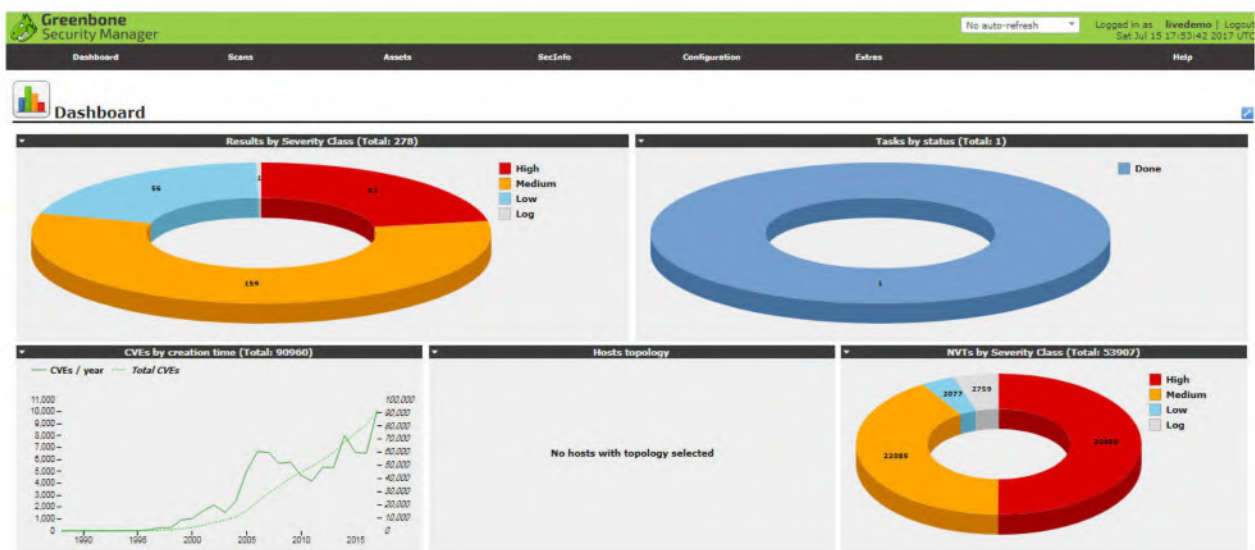 Greenbone
Security Manager
No auto-refresh
Logged in as livedemo | Logout
Sat Jul 15 17:53:42 2017 UTC
Dashboard Scans Assets SecInfo Configuration Extras Help
Dashboard
Results by Severity Class (Total: 278)
56
1
62
159
High
Medium
Low
Log
Tasks by status (Total: 1)
1
Done
CVEs by creation time (Total: 90960)
CVEs / year Total CVEs
11,000
10,000
9,000
8,000
7,000
6,000
5,000
4,000
3,000
2,000
1,000
0
100,000
90,000
80,000
70,000
60,000
50,000
40,000
30,000
20,000
10,000
0
1990 1995 2000 2005 2010 2015
Hosts topology
No hosts with topology selected
NVTs by Severity Class (Total: 53907)
2077
2759
High
Medium
Low
Log